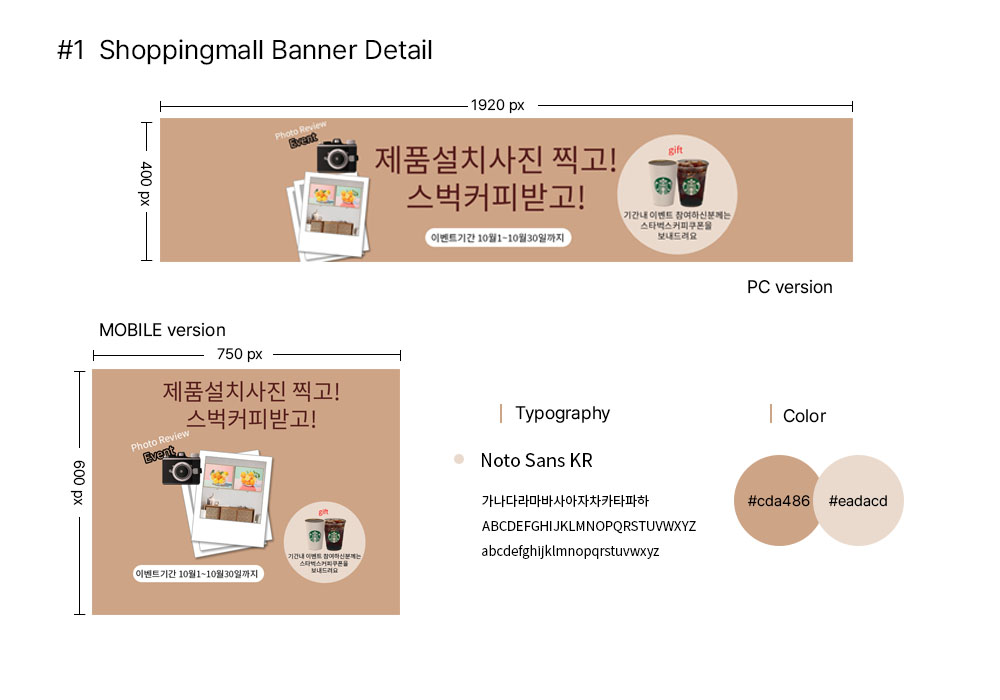 #1 Shoppingmall Banner Detail
1920 px
400 px
Photo Review
Event
제품설치사진 찍고!
스벅커피받고!
이벤트기간 10월1~10월30일까지
gift
기간내 이벤트 참여하신분께는
스타벅스커피쿠폰을
보내드려요
PC version
MOBILE version
750 px
600 px
제품설치사진 찍고!
스벅커피받고!
Photo Review
Event
gift
기간내 이벤트 참여하신분께는
스타벅스커피쿠폰을
보내드려요
이벤트기간 10월1~10월30일까지
Typography
Noto Sans KR
가나다라마바사아자차카타파하
ABCDEFGHIJKLMNOPQRSTUVWXYZ
abcdefghijklmnopqrstuvwxyz
Color
#cda486
#eadacd